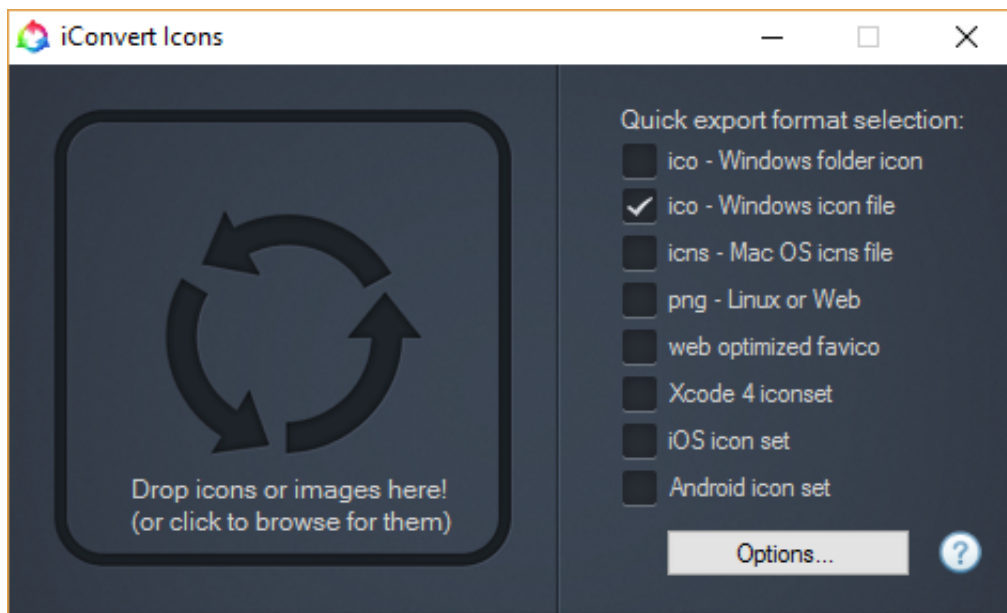 iConvert Icons
Drop icons or images here!
(or click to browse for them)
Quick export format selection:
ico - Windows folder icon
ico - Windows icon file
icns - Mac OS icns file
png - Linux or Web
web optimized favico
Xcode 4 iconset
iOS icon set
Android icon set
Options...
?